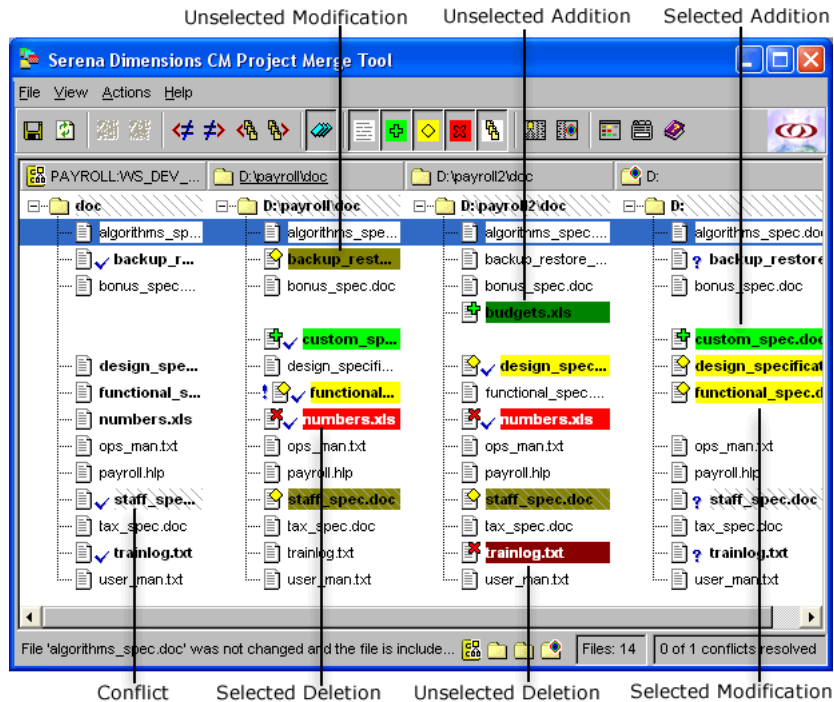 Unselected Modification Unselected Addition Selected Addition
Serena Dimensions CM Project Merge Tool
File View Actions Help
PAYROLL:WS_DEV_... D:\payroll\doc D:\payroll2\doc D:
doc D:\payroll\doc D:\payroll2\doc D:
algorithms_sp... algorithms_spe... algorithms_spec.... algorithms_spec.doc
backup_r... backup_rest... backup_restore_... ? backup_restore
bonus_spec.... bonus_spec.doc bonus_spec.doc bonus_spec.doc
budgets.xls
custom_sp... custom_spec.doc
design_spe... design_specifi... design_spec... design_specificat
functional_s... ! functional... functional_spec.... functional_spec.d
numbers.xls numbers.xls numbers.xls
ops_man.txt ops_man.txt ops_man.txt ops_man.txt
payroll.hlp payroll.hlp payroll.hlp payroll.hlp
staff_spe... staff_spec.doc staff_spec.doc ? staff_spec.doc
tax_spec.doc tax_spec.doc tax_spec.doc tax_spec.doc
trainlog.txt trainlog.txt trainlog.txt ? trainlog.txt
user_man.txt user_man.txt user_man.txt user_man.txt
File 'algorithms_spec.doc' was not changed and the file is include... Files: 14 0 of 1 conflicts resolved
Conflict Selected Deletion Unselected Deletion Selected Modification